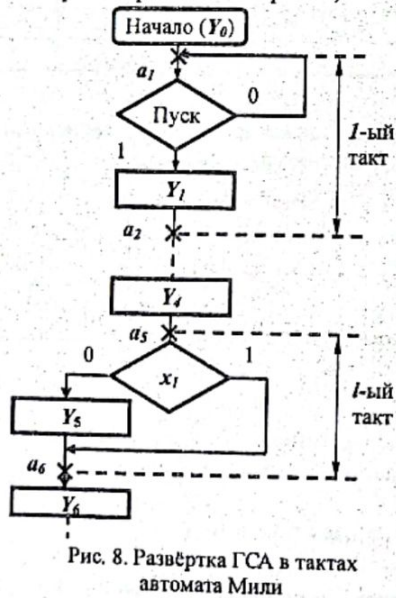 Начало (Y0)
a1
0
Пуск
1-ый
такт
1
Y1
a2
Y4
a5
0
1
x1
l-ый
такт
Y5
a6
Y6
Рис. 8. Развёртка ГСА в тактах
автомата Мили